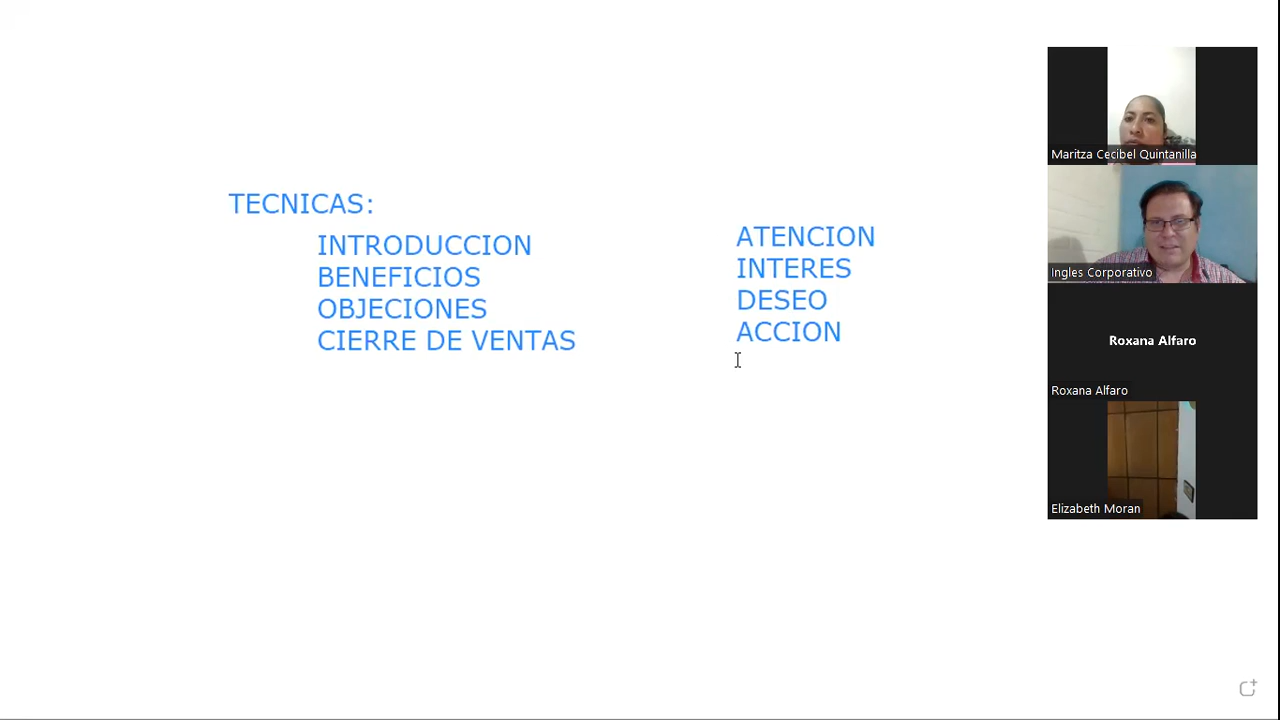 TECNICAS:
INTRODUCCION
BENEFICIOS
OBJECIONES
CIERRE DE VENTAS
ATENCION
INTERES
DESEO
ACCION
Maritza Cecibel Quintanilla
Ingles Corporativo
Roxana Alfaro
Roxana Alfaro
Elizabeth Moran